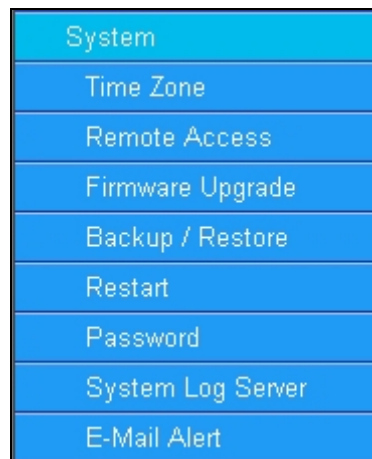 System
Time Zone
Remote Access
Firmware Upgrade
Backup / Restore
Restart
Password
System Log Server
E-Mail Alert